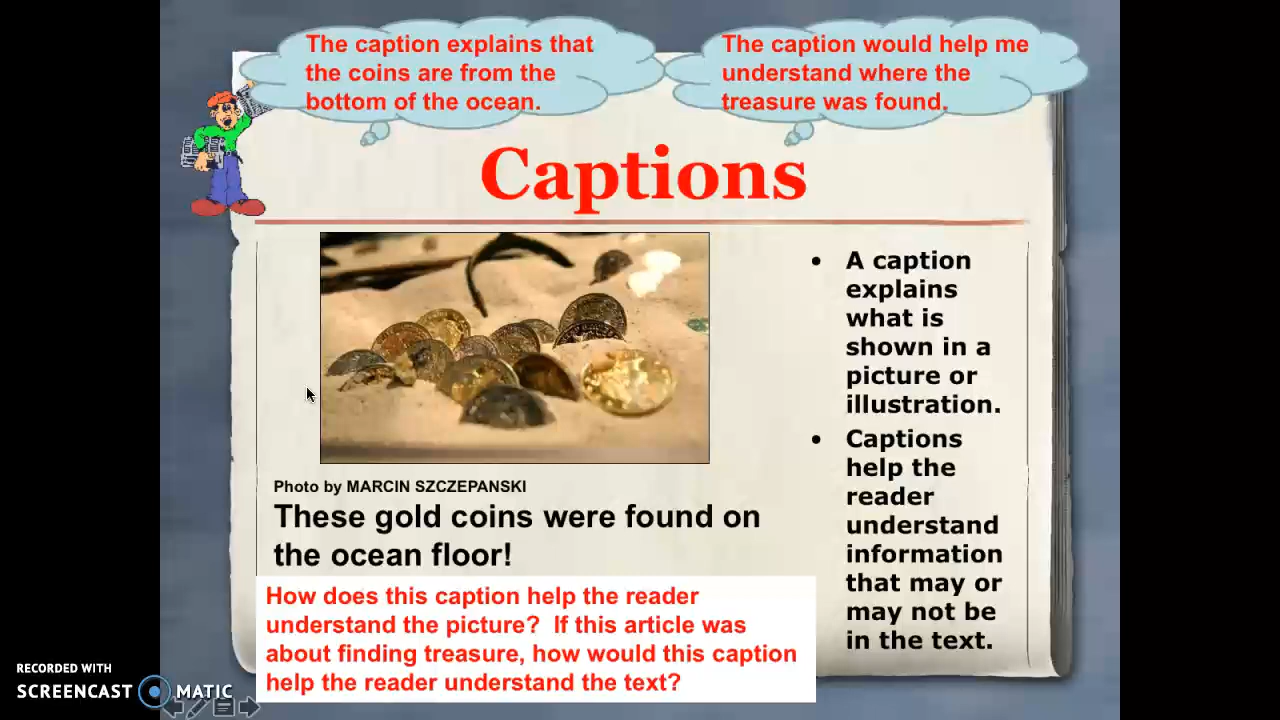 The caption explains that
the coins are from the
bottom of the ocean.
The caption would help me
understand where the
treasure was found.
Captions
Photo by MARCIN SZCZEPANSKI
These gold coins were found on
the ocean floor!
How does this caption help the reader
understand the picture?  If this article was
about finding treasure, how would this caption
help the reader understand the text?
• A caption
explains
what is
shown in a
picture or
illustration.
• Captions
help the
reader
understand
information
that may or
may not be
in the text.
RECORDED WITH
SCREENCAST MATIC